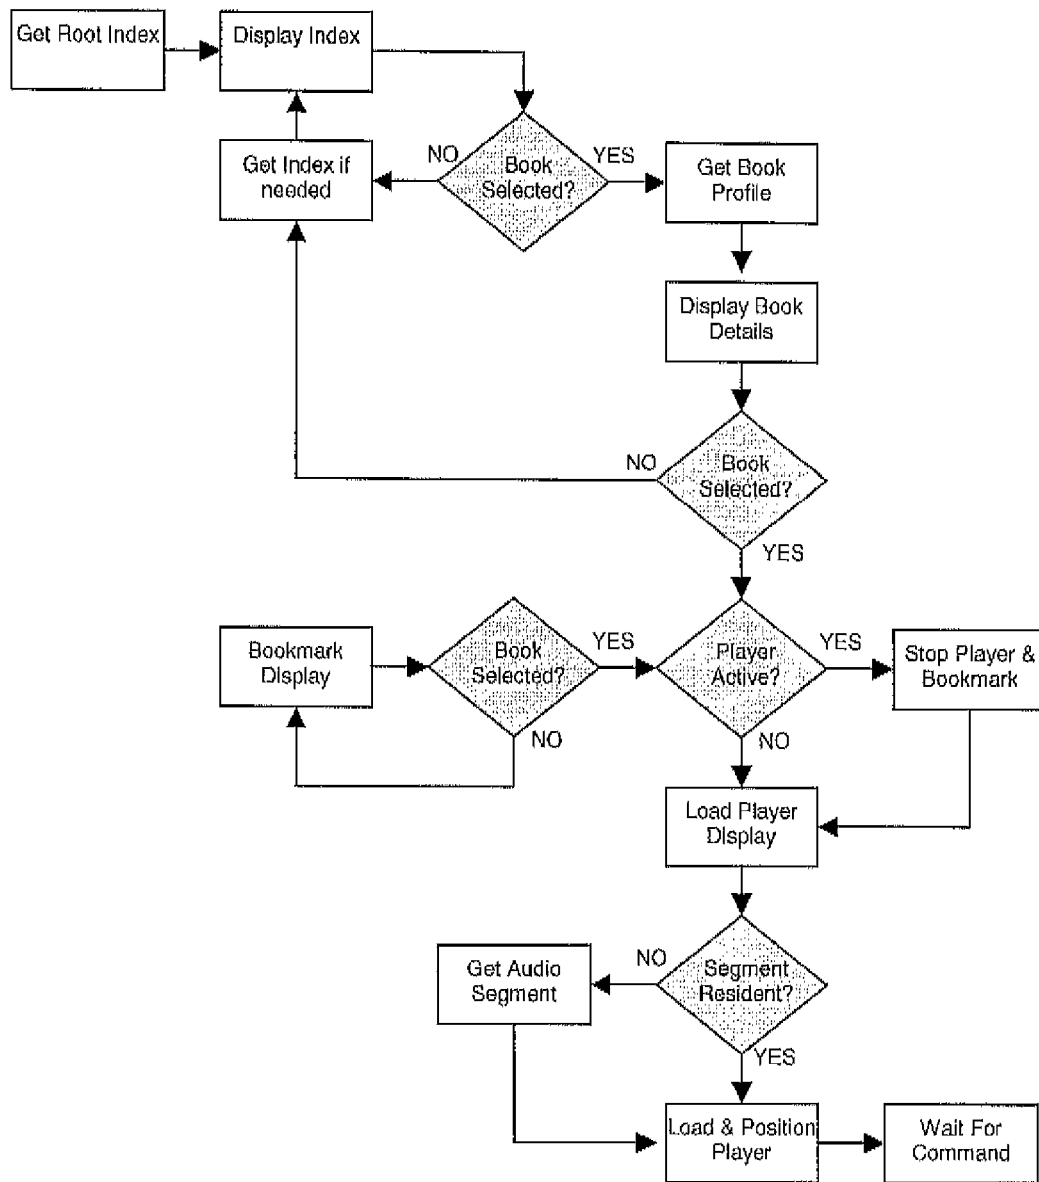 Get Root Index
Display Index
Get Index if
needed
NO
Book
Selected?
YES
Get Book
Profile
Display Book
Details
NO
Book
Selected?
YES
Bookmark
Display
Book
Selected?
YES
NO
Player
Active?
YES
NO
Stop Player &
Bookmark
Load Player
Display
NO
Segment
Resident?
YES
Get Audio
Segment
Load & Position
Player
Wait For
Command